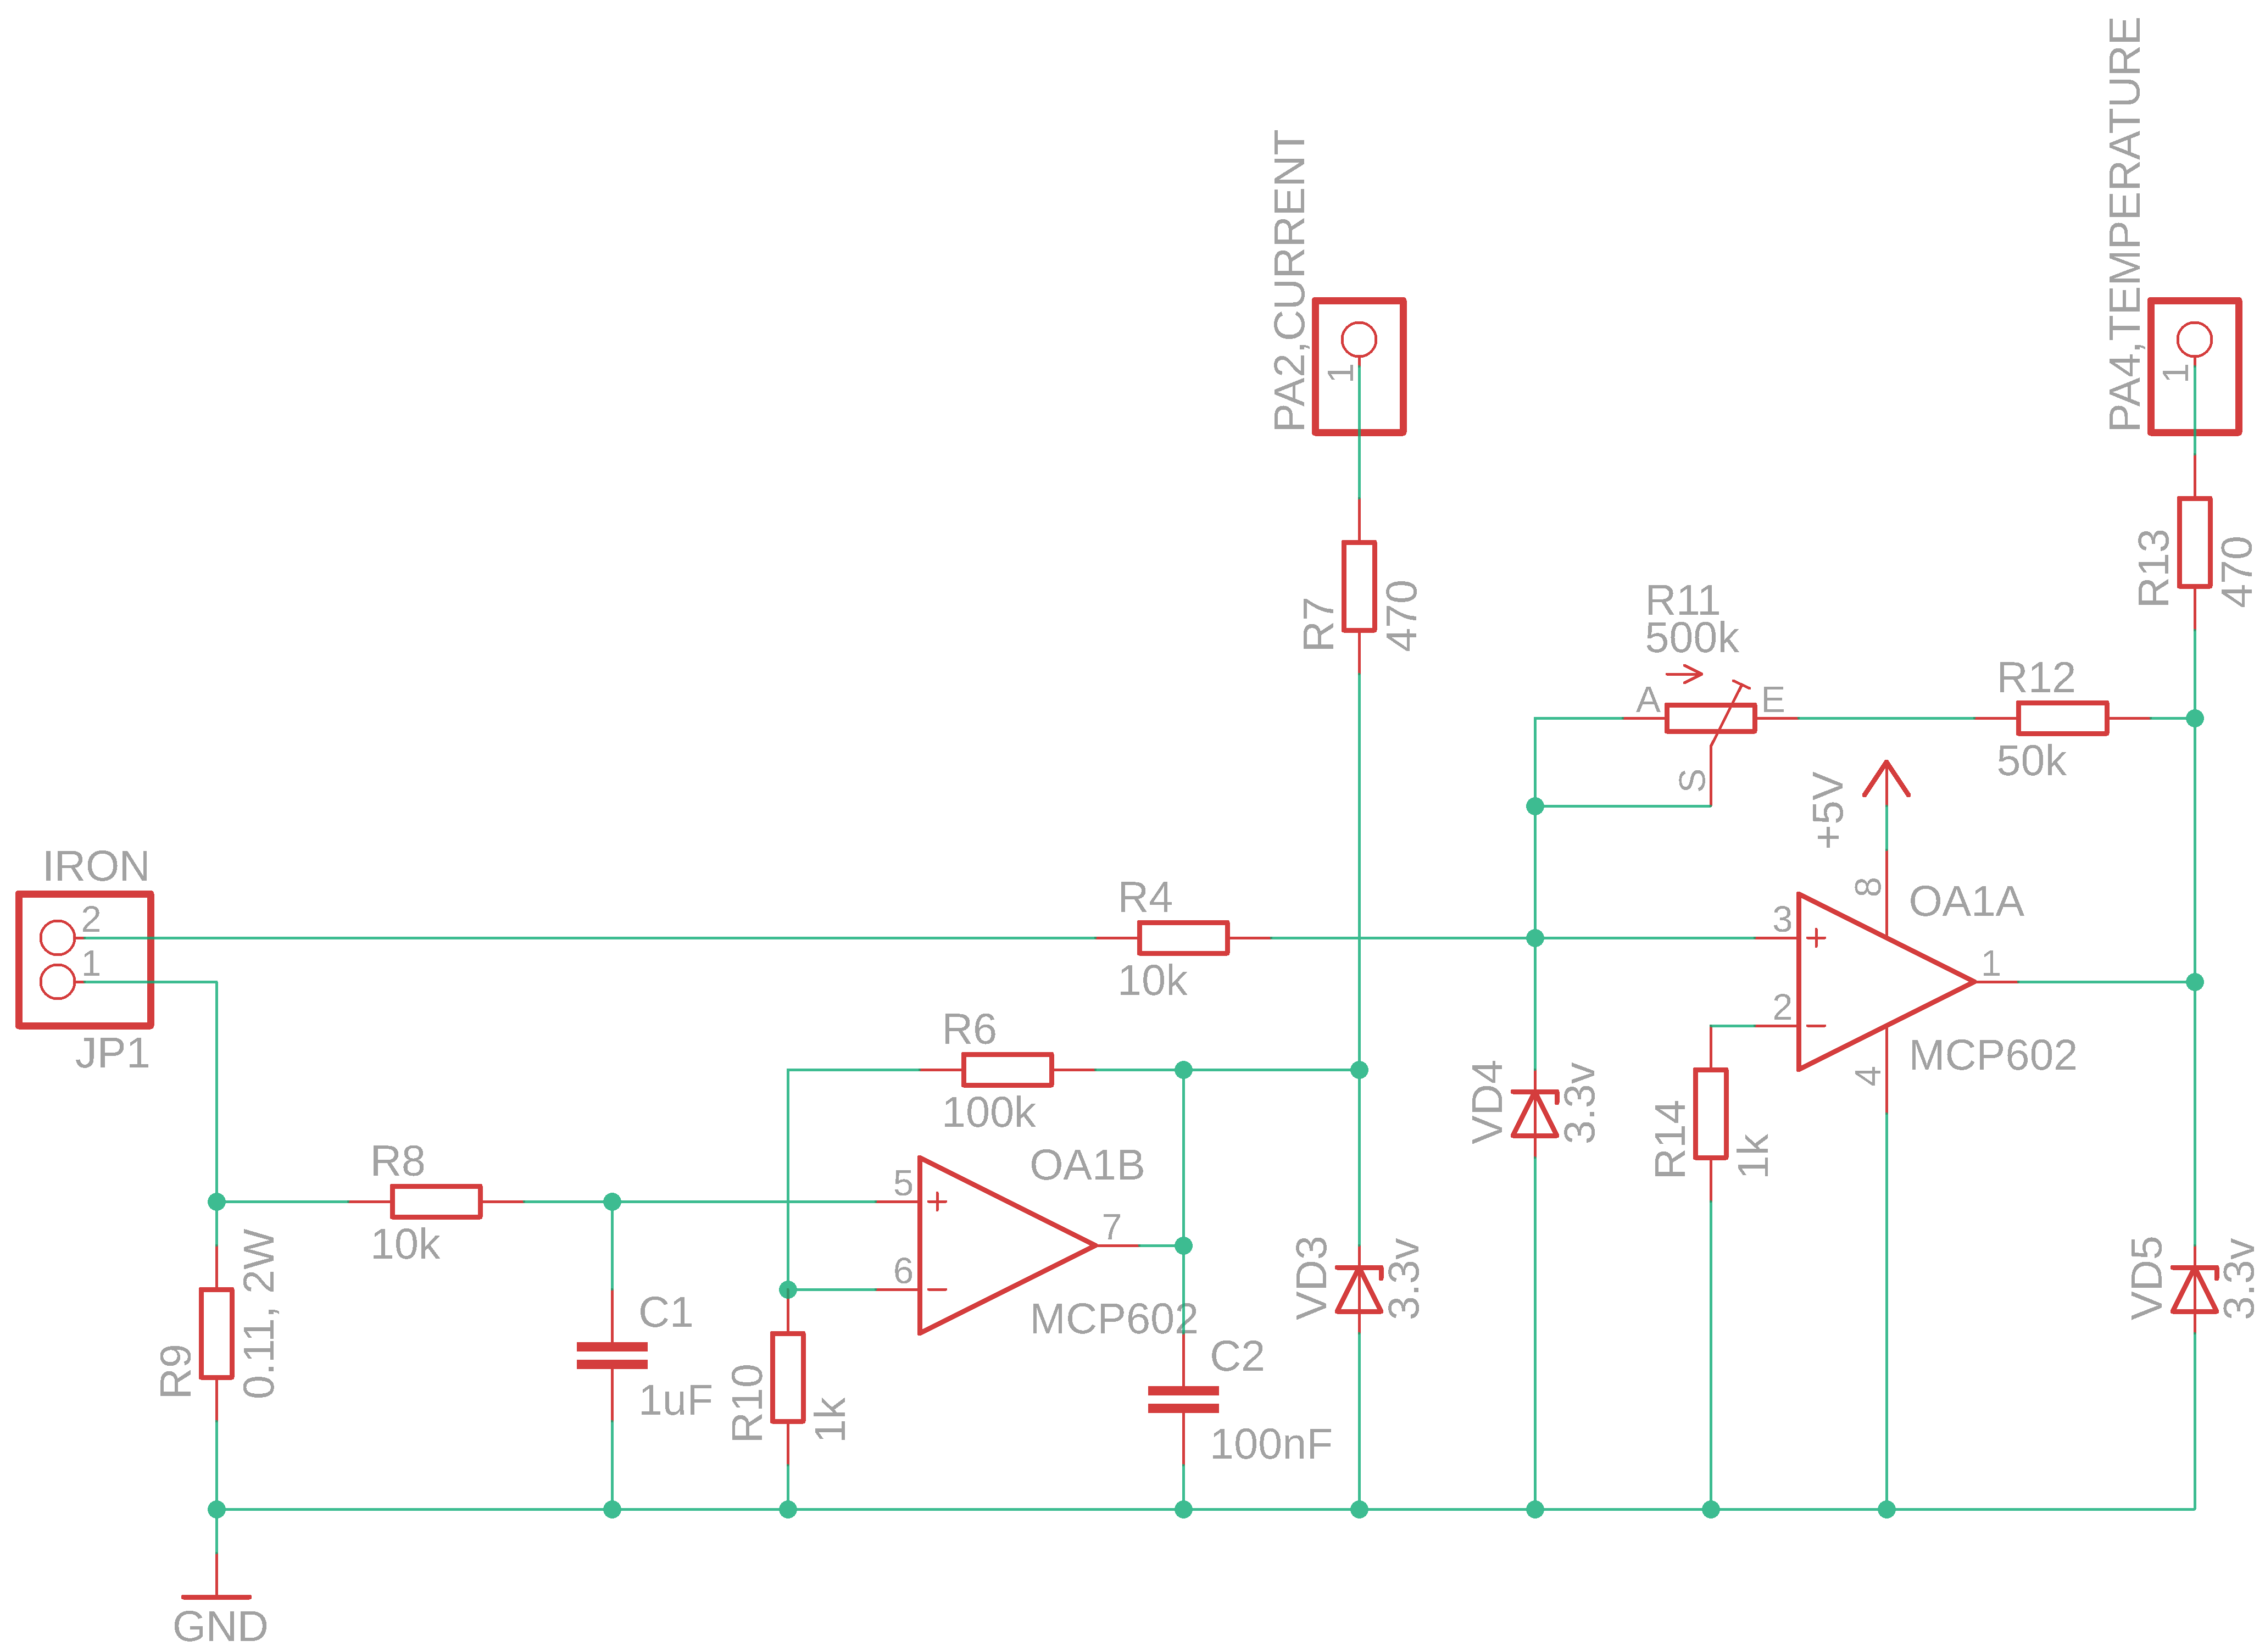 PA2,CURRENT
1
PA4,TEMPERATURE
1
R7
470
R13
470
R11
500k
A
E
S
R12
50k
+5V
IRON
2
1
JP1
R4
10k
8
OA1A
3
2
1
4
MCP602
R6
100k
VD4
3.3v
R14
1k
R8
10k
OA1B
5
6
7
MCP602
R9
0.11, 2W
C1
1uF
R10
1k
C2
100nF
VD3
3.3v
VD5
3.3v
GND